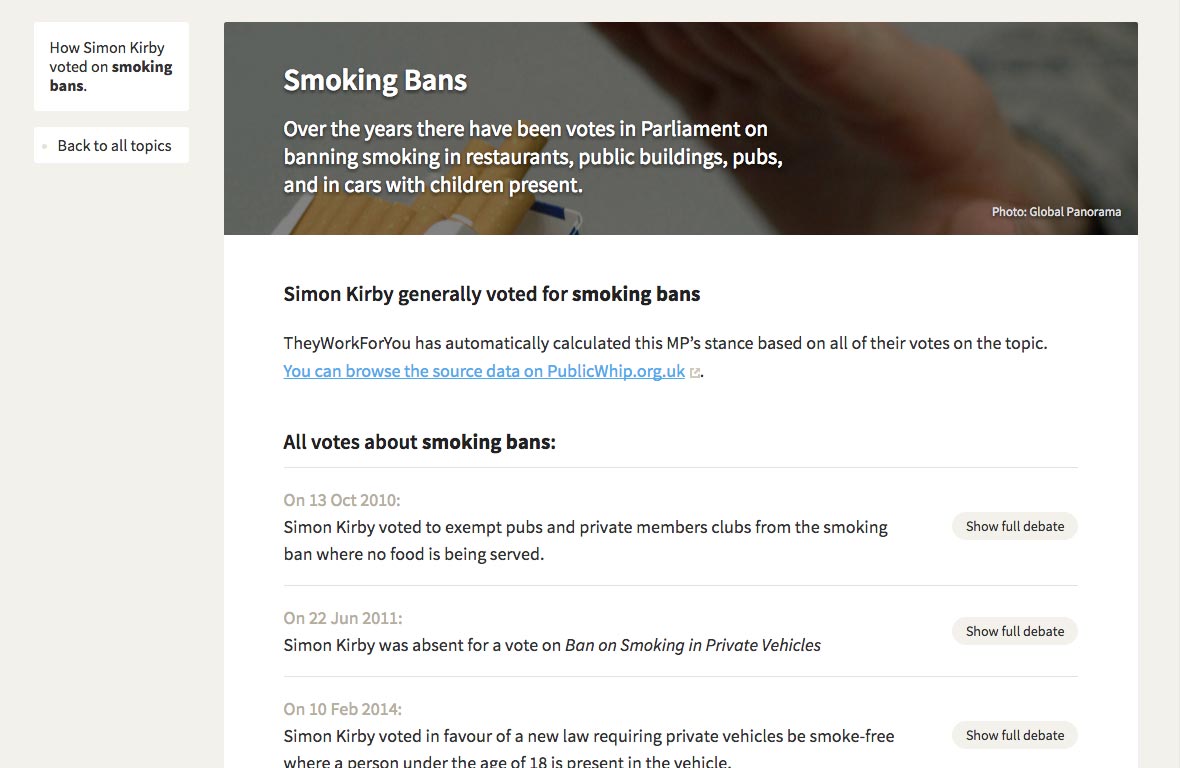 How Simon Kirby
voted on smoking
bans.
Back to all topics
Smoking Bans
Over the years there have been votes in Parliament on
banning smoking in restaurants, public buildings, pubs,
and in cars with children present.
Photo: Global Panorama
Simon Kirby generally voted for smoking bans
TheyWorkForYou has automatically calculated this MP’s stance based on all of their votes on the topic.
You can browse the source data on PublicWhip.org.uk.
All votes about smoking bans:
On 13 Oct 2010:
Simon Kirby voted to exempt pubs and private members clubs from the smoking
ban where no food is being served.
Show full debate
On 22 Jun 2011:
Simon Kirby was absent for a vote on Ban on Smoking in Private Vehicles
Show full debate
On 10 Feb 2014:
Simon Kirby voted in favour of a new law requiring private vehicles be smoke-free
where a person under the age of 18 is present in the vehicle.
Show full debate